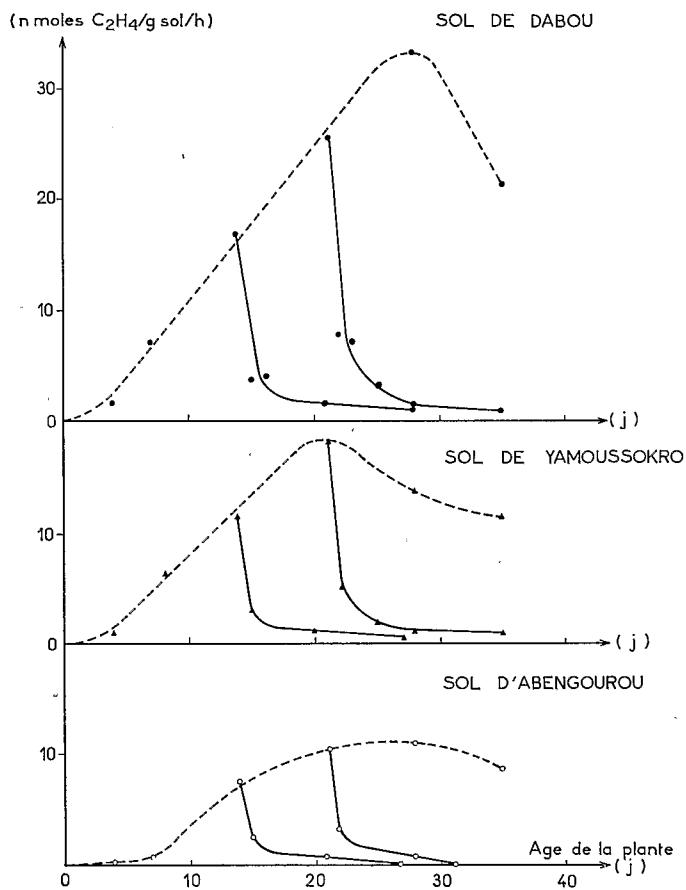 (n moles C₂H₄/g sol/h)
SOL DE DABOU
30
20
10
0
(j)
SOL DE YAMOUSSOKRO
10
0
(j)
SOL D'ABENGOUROU
10
Age de la plante
(j)
0
10
20
30
40